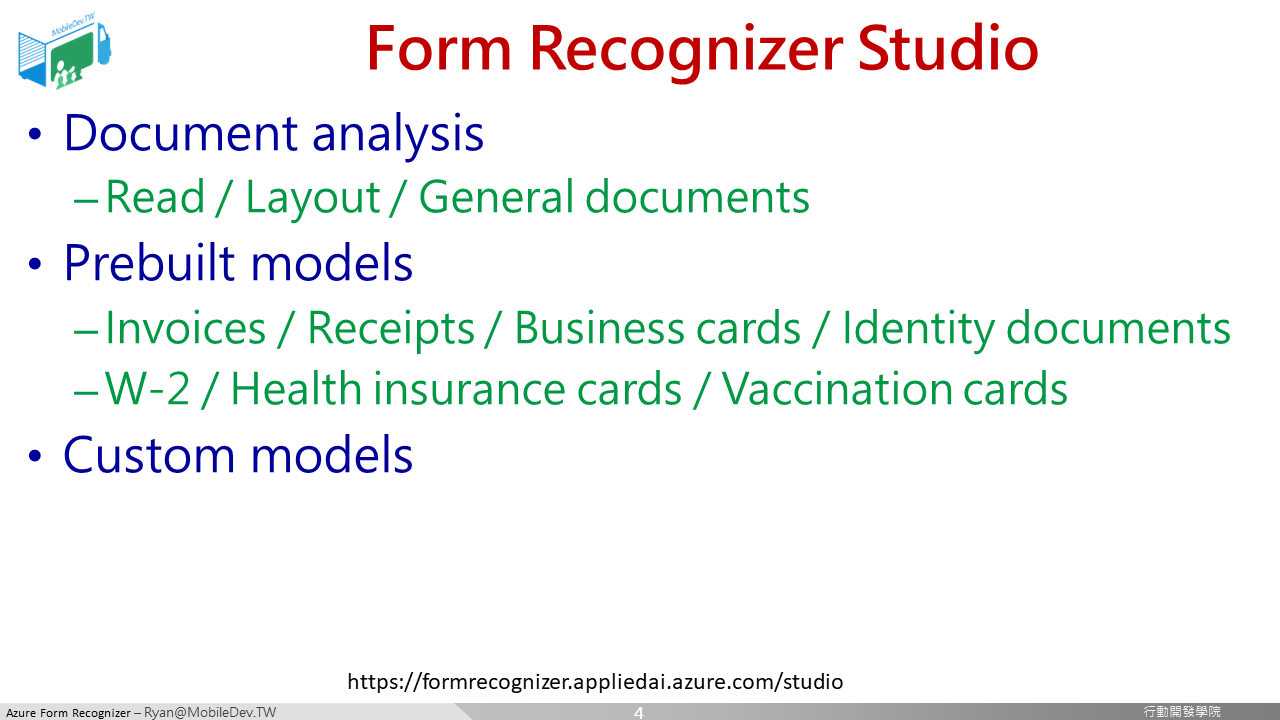 MobileDev.TW
Form Recognizer Studio
• Document analysis
– Read / Layout / General documents
• Prebuilt models
– Invoices / Receipts / Business cards / Identity documents
– W-2 / Health insurance cards / Vaccination cards
• Custom models
https://formrecognizer.appliedai.azure.com/studio
Azure Form Recognizer – Ryan@MobileDev.TW
4
行動開發學院